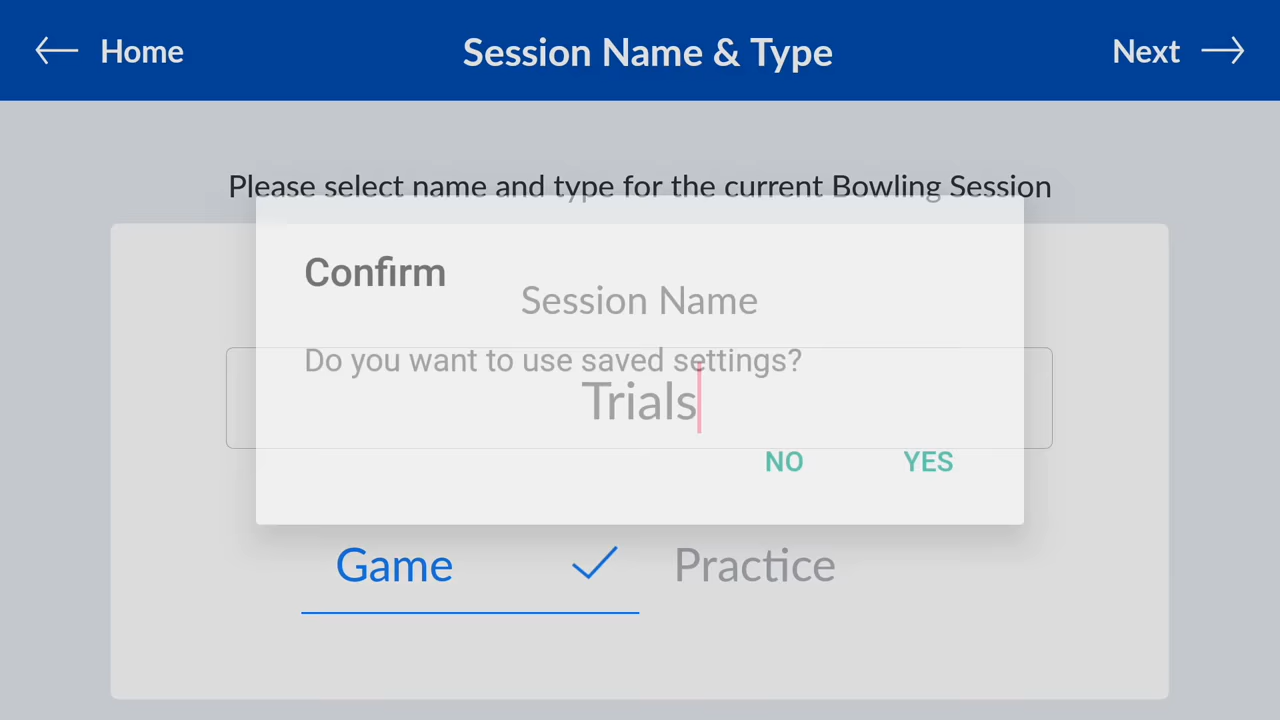 Home
Session Name & Type
Next
Please select name and type for the current Bowling Session
Confirm
Session Name
Do you want to use saved settings?
Trials
NO
YES
Game
Practice